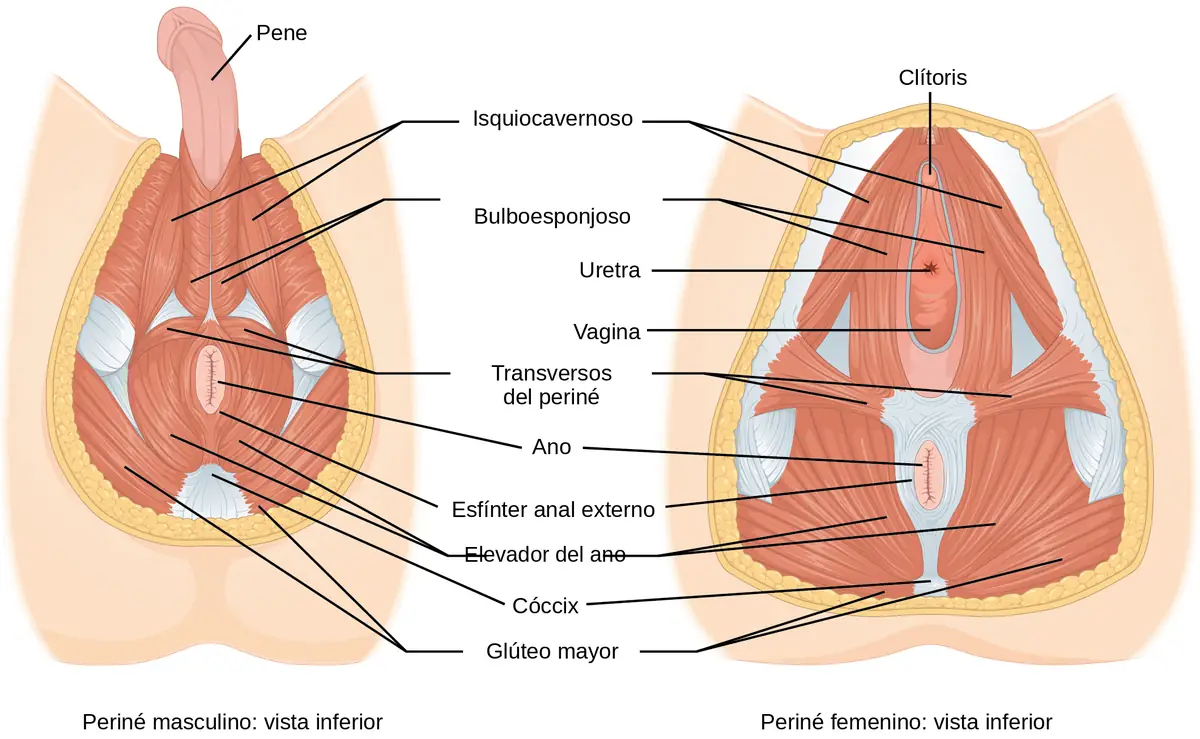 Pene
Clítoris
Isquiocavernoso
Bulboesponjoso
Uretra
Vagina
Transversos
del periné
Ano
Esfínter anal externo
Elevador del ano
Cóccix
Glúteo mayor
Periné masculino: vista inferior
Periné femenino: vista inferior